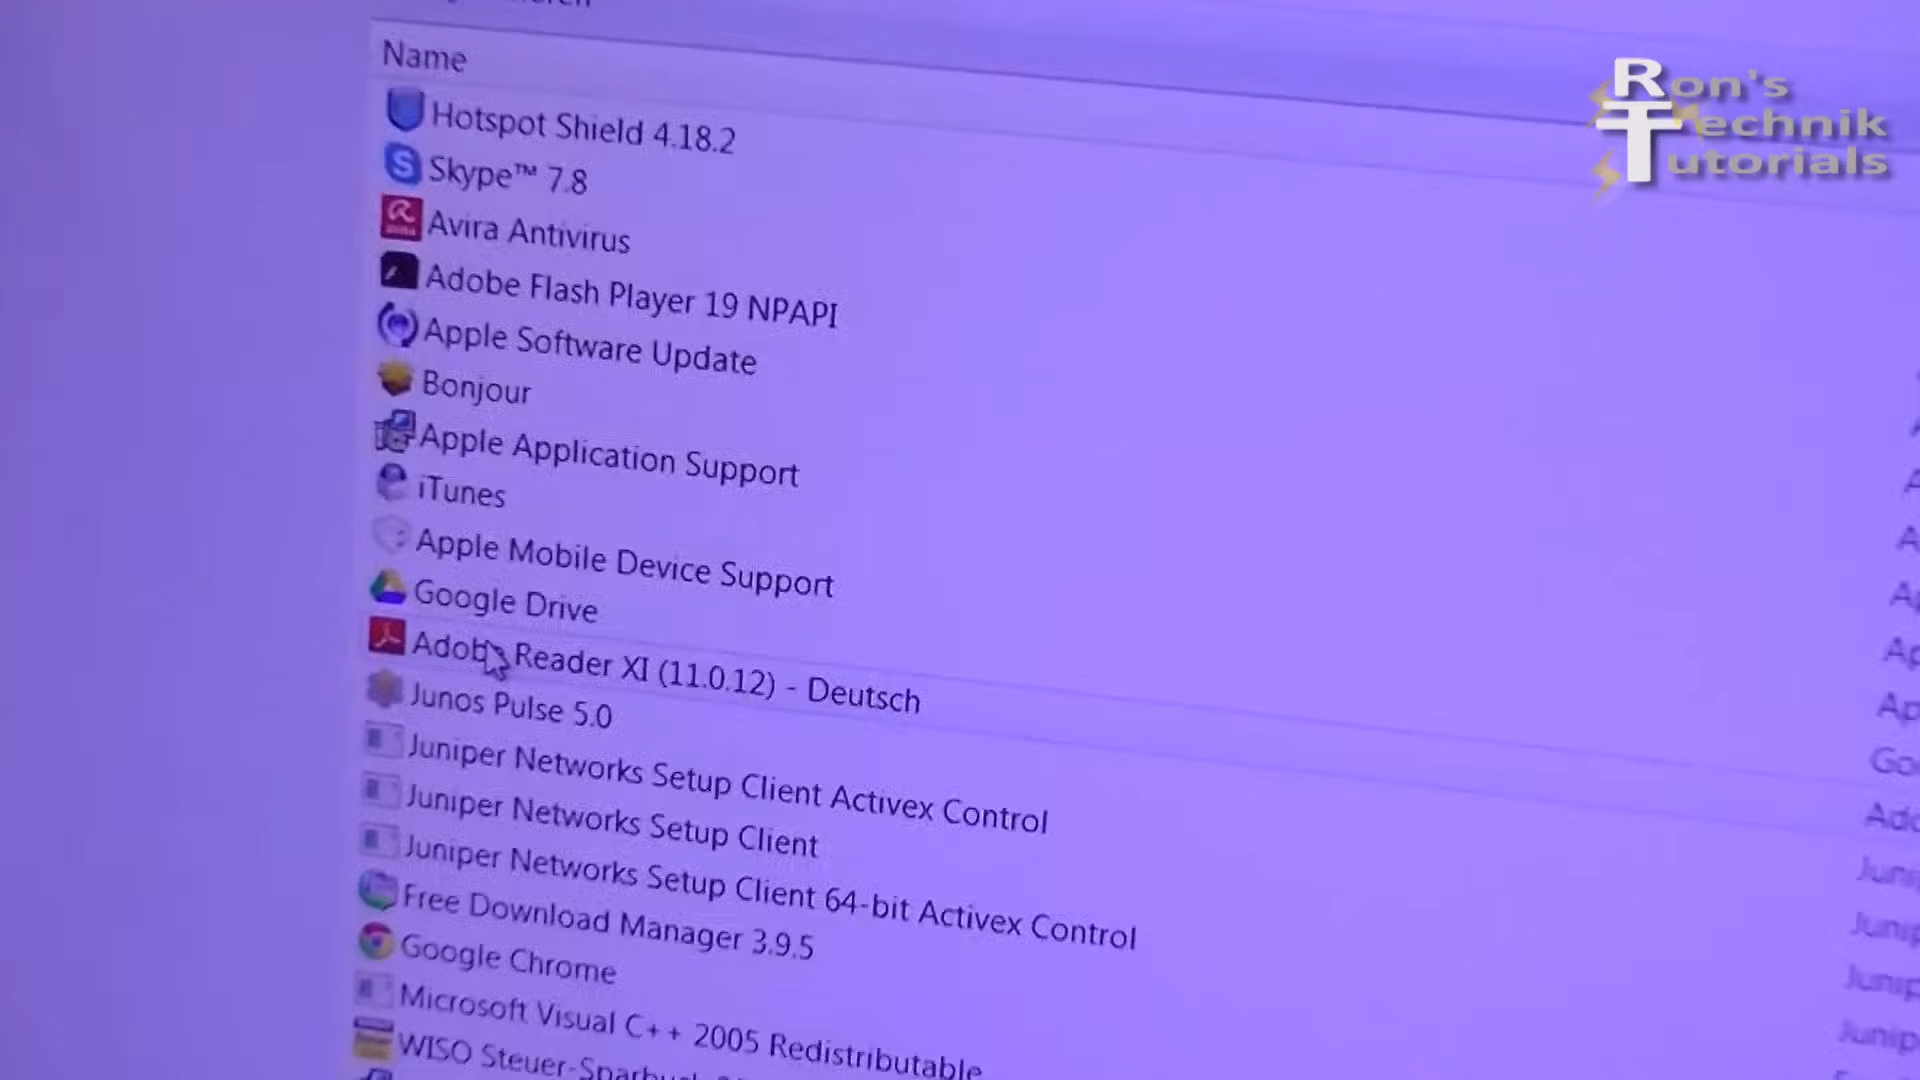 Name
Hotspot Shield 4.18.2
Skype™ 7.8
Avira Antivirus
Adobe Flash Player 19 NPAPI
Apple Software Update
Bonjour
Apple Application Support
iTunes
Apple Mobile Device Support
Google Drive
Adobe Reader XI (11.0.12) - Deutsch
Junos Pulse 5.0
Juniper Networks Setup Client Activex Control
Juniper Networks Setup Client
Juniper Networks Setup Client 64-bit Activex Control
Free Download Manager 3.9.5
Google Chrome
Microsoft Visual C++ 2005 Redistributable
WISO
Ron's
Technik
Tutorials